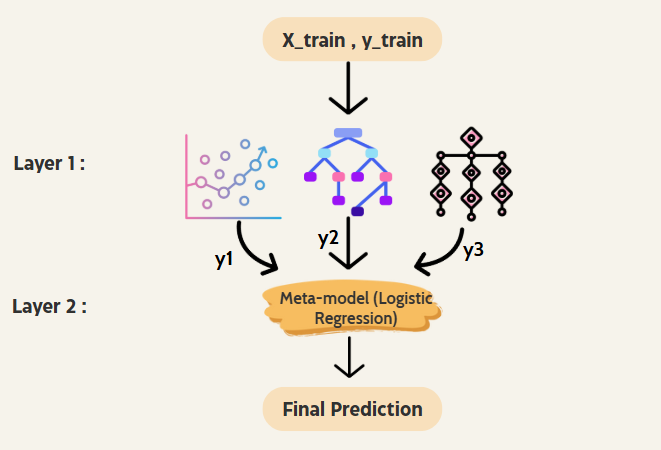 X_train , y_train
Layer 1 :
y1
y2
y3
Layer 2 :
Meta-model (Logistic
Regression)
Final Prediction